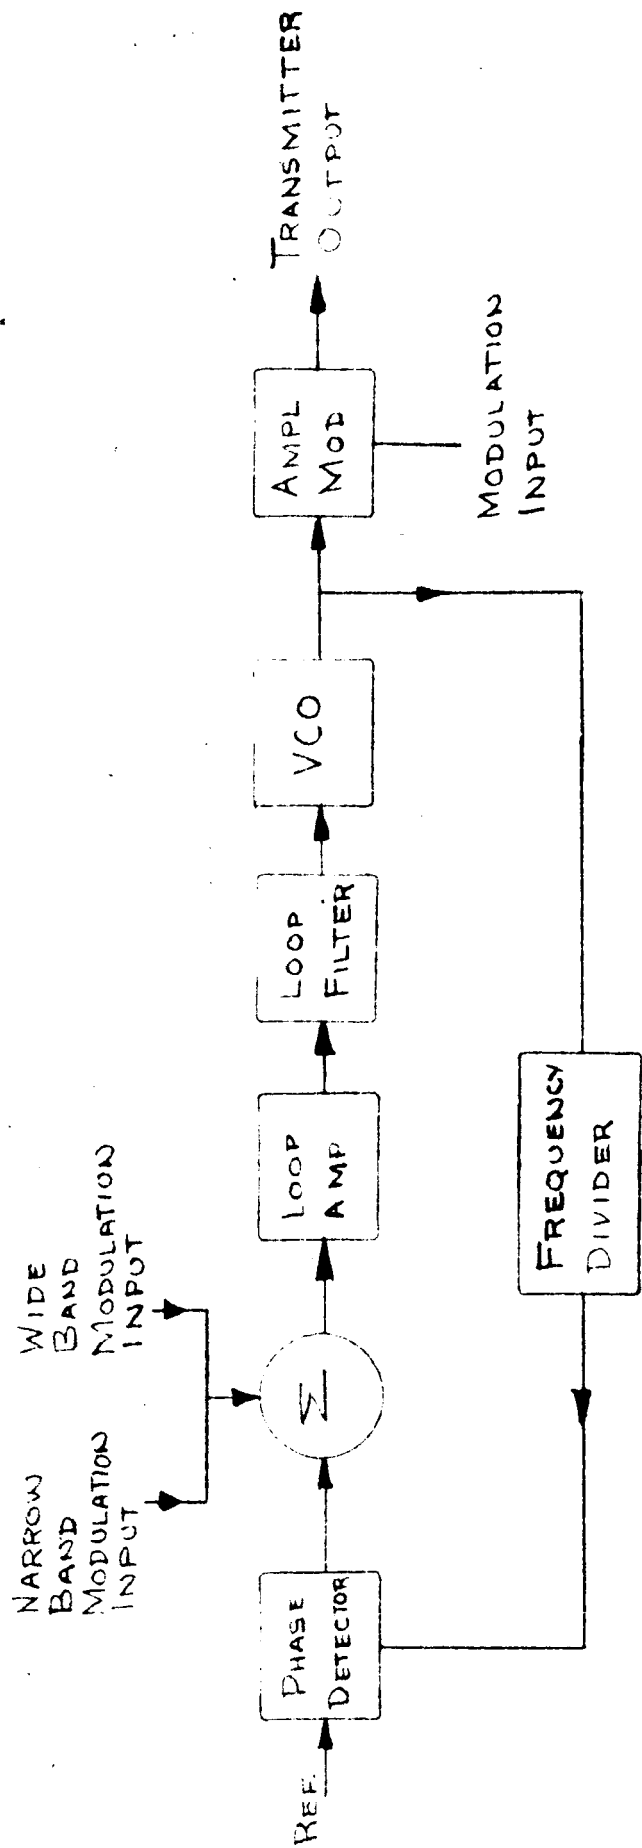 NARROW
BAND
MODULATION
INPUT
WIDE
BAND
MODULATION
INPUT
REF.
PHASE
DETECTOR
Σ
LOOP
AMP
LOOP
FILTER
VCO
AMPL
MOD
TRANSMITTER
OUTPUT
MODULATION
INPUT
FREQUENCY
DIVIDER